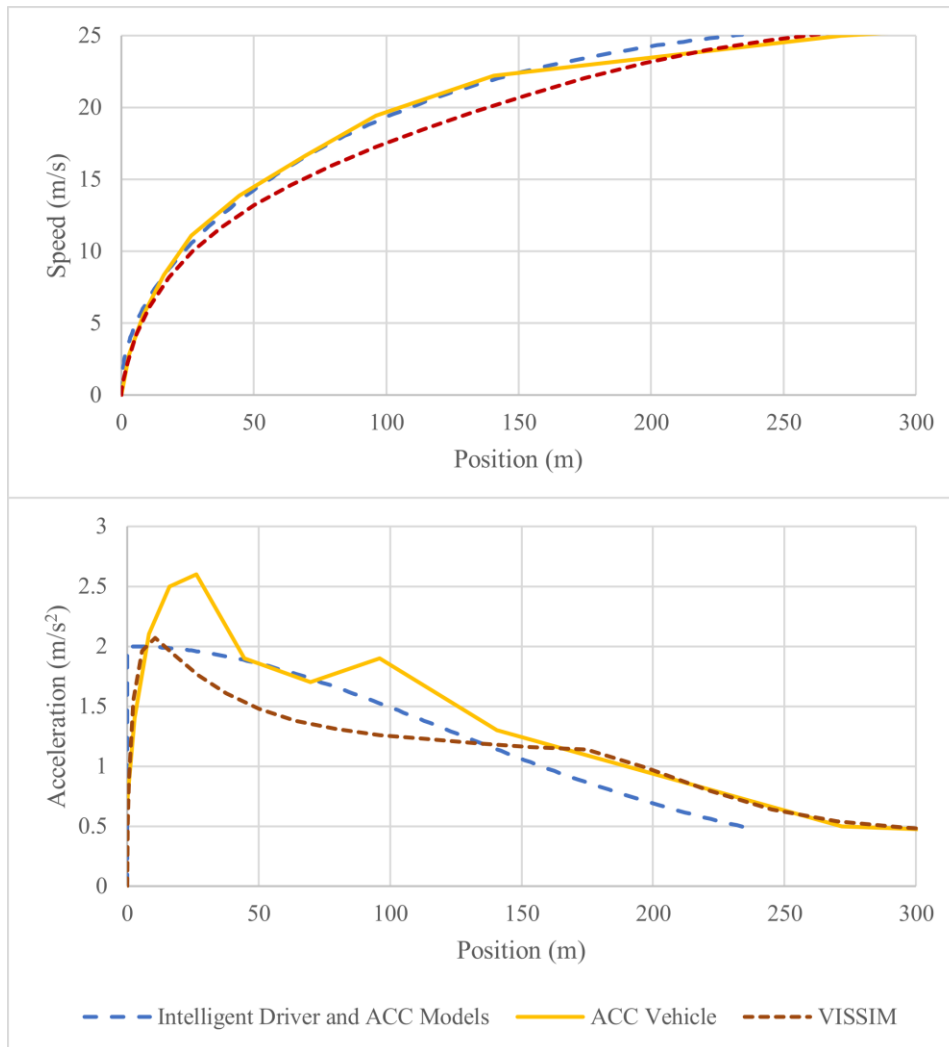 25
20
15
10
5
0
Speed (m/s)
0 50 100 150 200 250 300
Position (m)
3
2.5
2
1.5
1
0.5
0
Acceleration (m/s²)
0 50 100 150 200 250 300
Position (m)
Intelligent Driver and ACC Models ACC Vehicle VISSIM